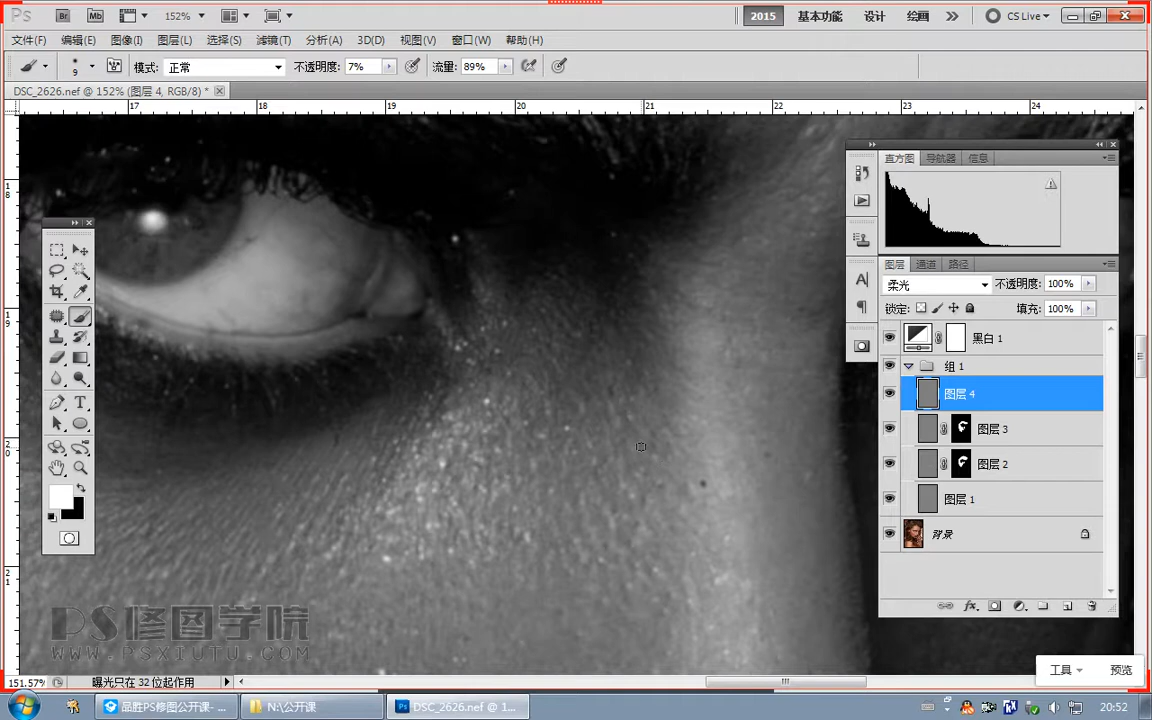 Ps Br Mb 152% 2015 基本功能 设计 绘画 CS Live
文件(F) 编辑(E) 图像(I) 图层(L) 选择(S) 滤镜(T) 分析(A) 3D(D) 视图(V) 窗口(W) 帮助(H)
9 模式: 正常 不透明度: 7% 流量: 89%
DSC_2626.nef @ 152% (图层 4, RGB/8) *
17 18 19 20 21 22 23 24
18
19
20
21
直方图 导航器 信息
图层 通道 路径
柔光 不透明度: 100%
锁定: 填充: 100%
黑白 1
组 1
图层 4
图层 3
图层 2
图层 1
背景
PS修图学院
WWW.PSXIUTU.COM
工具 预览
151.57% 曝光只在 32 位起作用
品胜PS修图公开课- ... N:\公开课 DSC_2626.nef @ 1... 20:52